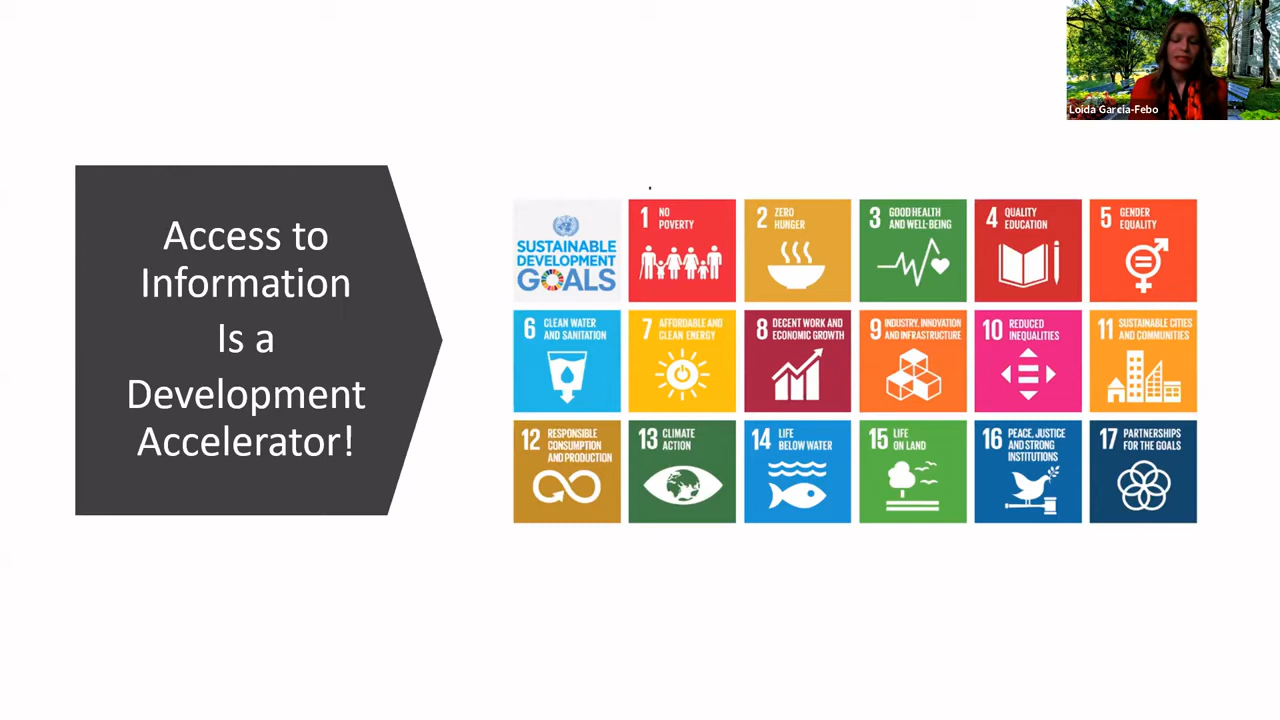 Loida Garcia-Febo
Access to
Information
Is a
Development
Accelerator!
SUSTAINABLE
DEVELOPMENT
GOALS
1 NO
POVERTY
2 ZERO
HUNGER
3 GOOD HEALTH
AND WELL-BEING
4 QUALITY
EDUCATION
5 GENDER
EQUALITY
6 CLEAN WATER
AND SANITATION
7 AFFORDABLE AND
CLEAN ENERGY
8 DECENT WORK AND
ECONOMIC GROWTH
9 INDUSTRY, INNOVATION
AND INFRASTRUCTURE
10 REDUCED
INEQUALITIES
11 SUSTAINABLE CITIES
AND COMMUNITIES
12 RESPONSIBLE
CONSUMPTION
AND PRODUCTION
13 CLIMATE
ACTION
14 LIFE
BELOW WATER
15 LIFE
ON LAND
16 PEACE, JUSTICE
AND STRONG
INSTITUTIONS
17 PARTNERSHIPS
FOR THE GOALS